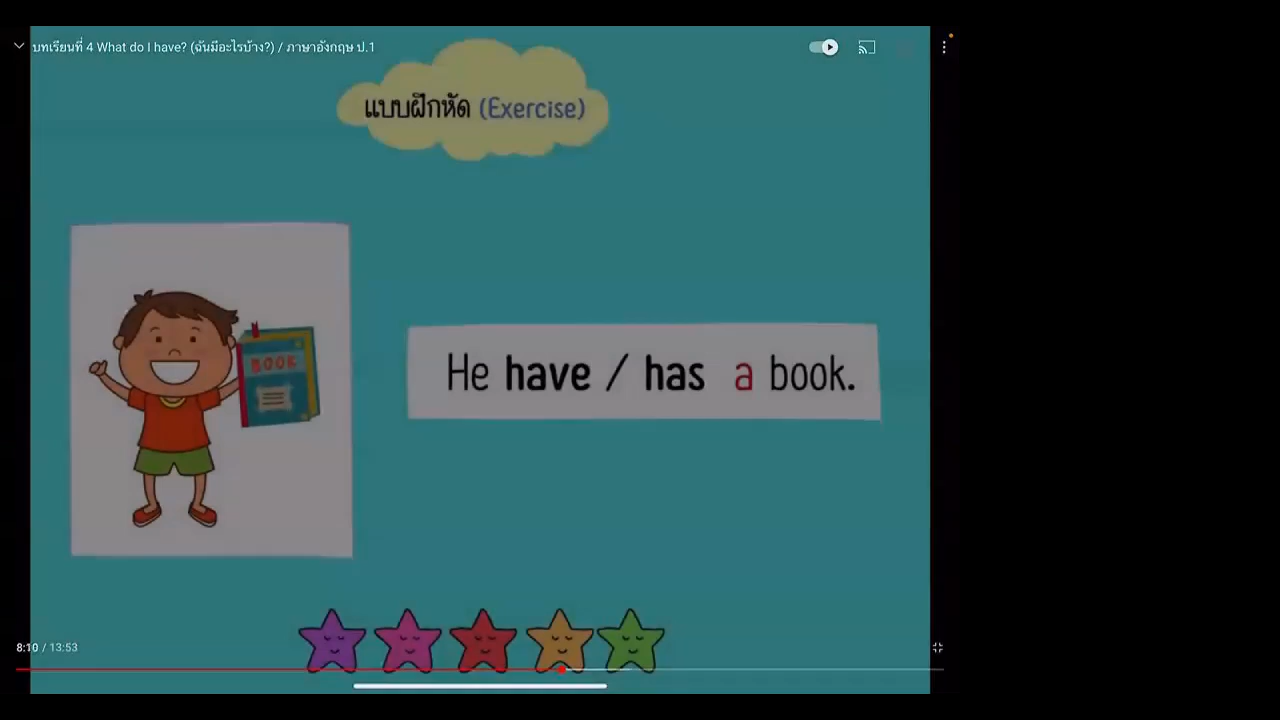 บทเรียนที่ 4 What do I have? (ฉันมีอะไรบ้าง?) / ภาษาอังกฤษ ป.1
แบบฝึกหัด (Exercise)
BOOK
He have / has a book.
8:10 / 13:53